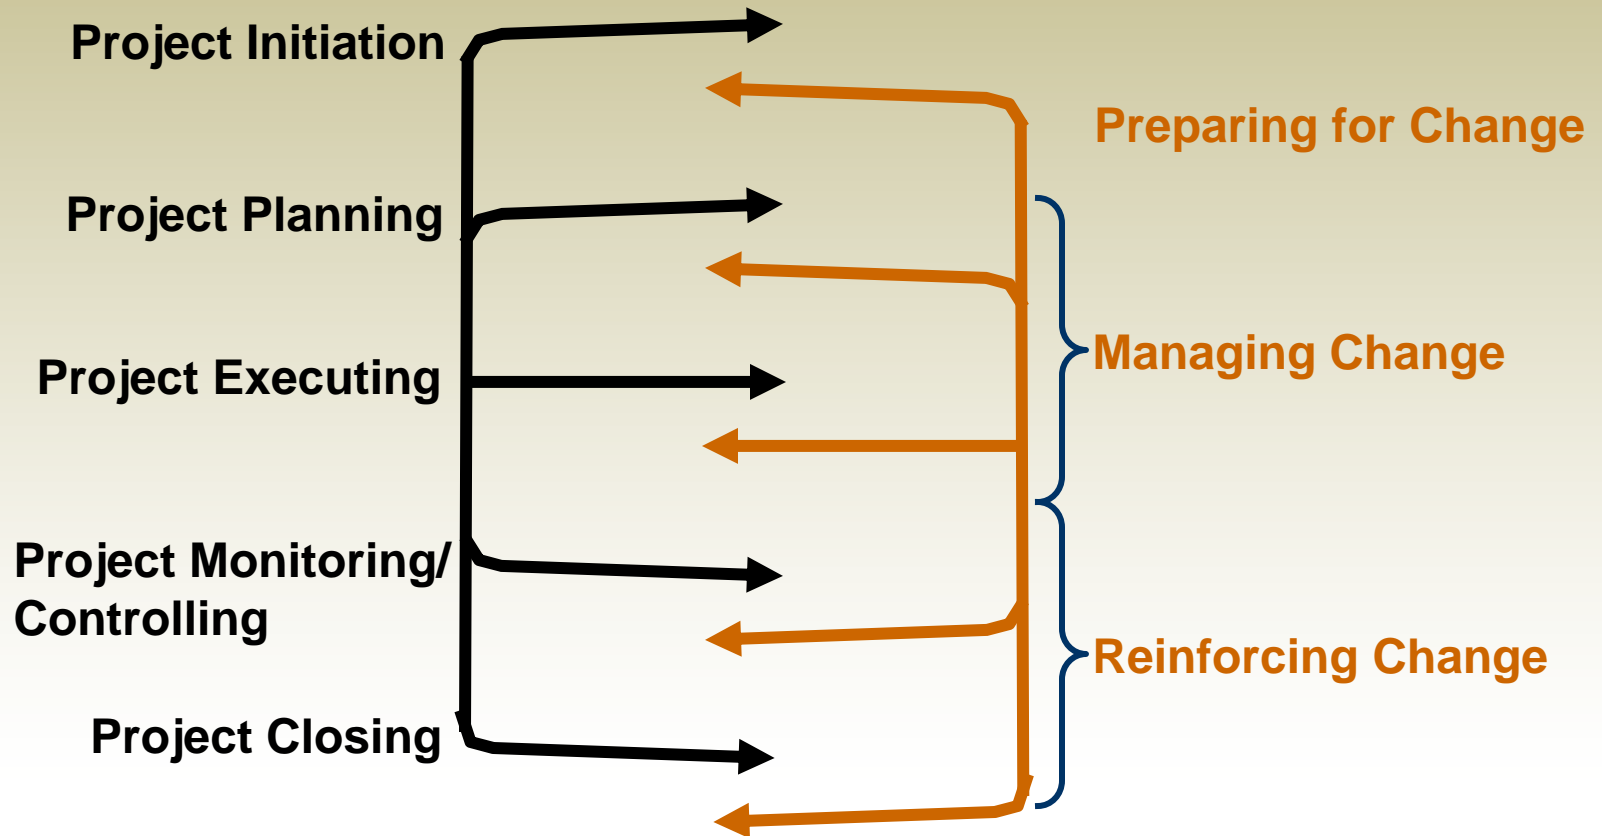 Project Initiation
Preparing for Change
Project Planning
Managing Change
Project Executing
Project Monitoring/
Controlling
Reinforcing Change
Project Closing